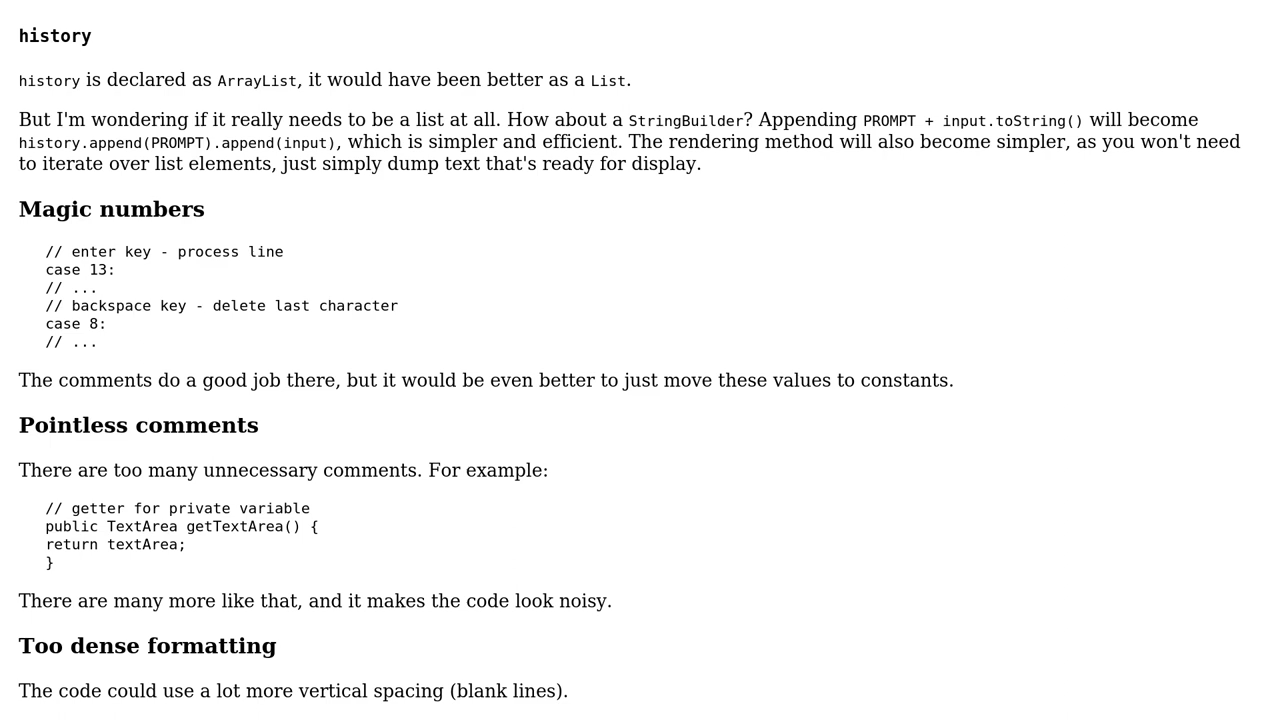 history
history is declared as ArrayList, it would have been better as a List.
But I'm wondering if it really needs to be a list at all. How about a StringBuilder? Appending PROMPT + input.toString() will become
history.append(PROMPT).append(input), which is simpler and efficient. The rendering method will also become simpler, as you won't need
to iterate over list elements, just simply dump text that's ready for display.
Magic numbers
// enter key - process line
case 13:
// ...
// backspace key - delete last character
case 8:
// ...
The comments do a good job there, but it would be even better to just move these values to constants.
Pointless comments
There are too many unnecessary comments. For example:
// getter for private variable
public TextArea getTextArea() {
return textArea;
}
There are many more like that, and it makes the code look noisy.
Too dense formatting
The code could use a lot more vertical spacing (blank lines).